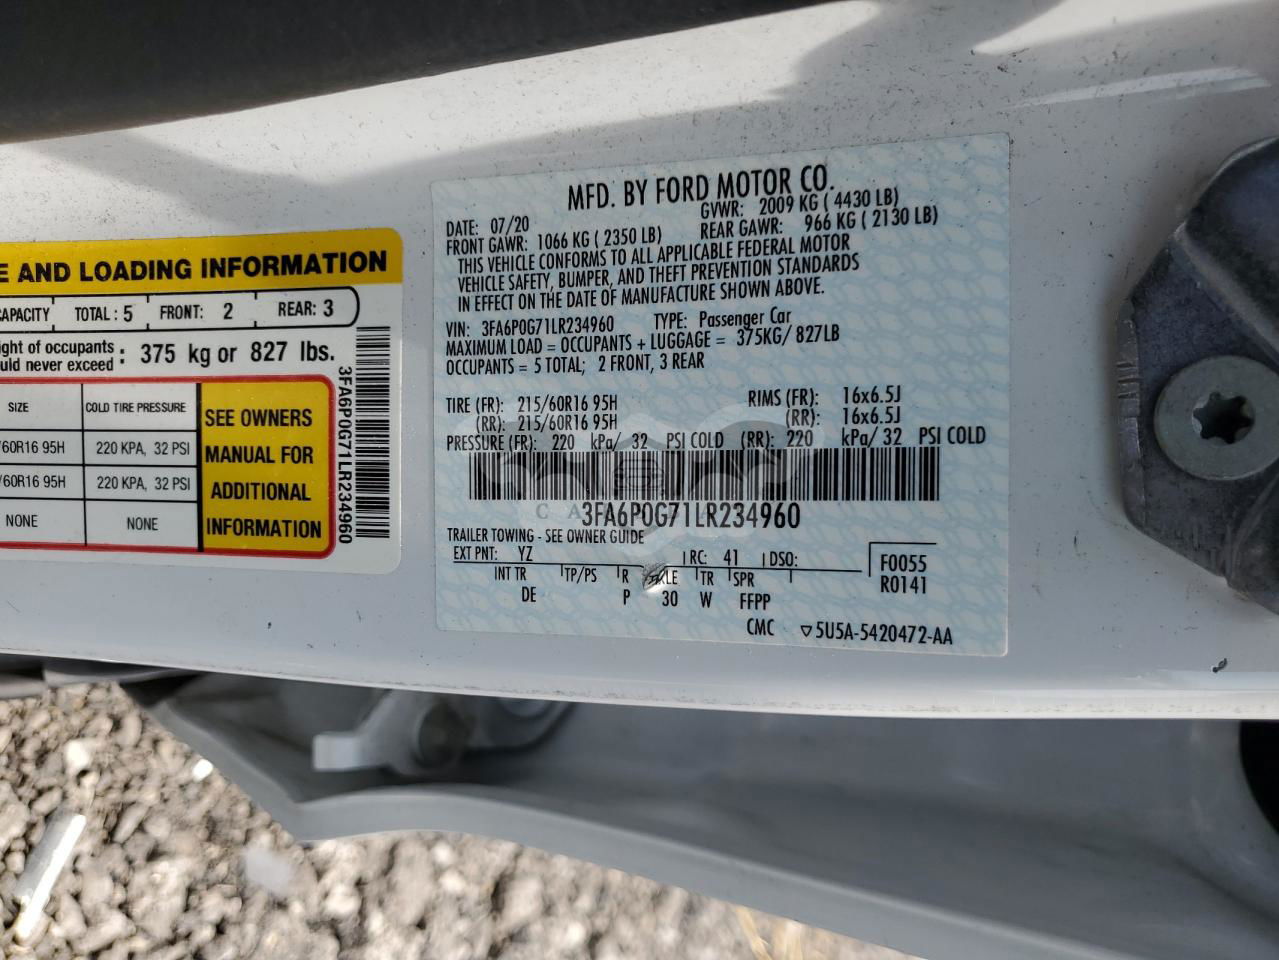 E AND LOADING INFORMATION
CAPACITY TOTAL : 5 FRONT: 2 REAR: 3
of occupants : 375 kg or 827 lbs.
never exceed
SIZE COLD TIRE PRESSURE
/60R16 95H 220 KPA, 32 PSI
/60R16 95H 220 KPA, 32 PSI
NONE NONE
SEE OWNERS
MANUAL FOR
ADDITIONAL
INFORMATION
3FA6P0G71LR234960
MFD. BY FORD MOTOR CO.
DATE: 07/20 GVWR: 2009 KG ( 4430 LB)
FRONT GAWR: 1066 KG ( 2350 LB) REAR GAWR: 966 KG ( 2130 LB)
THIS VEHICLE CONFORMS TO ALL APPLICABLE FEDERAL MOTOR
VEHICLE SAFETY, BUMPER, AND THEFT PREVENTION STANDARDS
IN EFFECT ON THE DATE OF MANUFACTURE SHOWN ABOVE.
VIN: 3FA6P0G71LR234960 TYPE: Passenger Car
MAXIMUM LOAD = OCCUPANTS + LUGGAGE = 375KG/ 827LB
OCCUPANTS = 5 TOTAL; 2 FRONT, 3 REAR
TIRE (FR): 215/60R16 95H RIMS (FR): 16x6.5J
(RR): 215/60R16 95H (RR): 16x6.5J
PRESSURE (FR): 220 kPa/ 32 PSI COLD (RR): 220 kPa/ 32 PSI COLD
3FA6P0G71LR234960
TRAILER TOWING - SEE OWNER GUIDE
EXT PNT: YZ RC: 41 DSO: F0055
INT TR TP/PS R TR SPR R0141
DE P 30 W FFPP
CMC ▽5U5A-5420472-AA